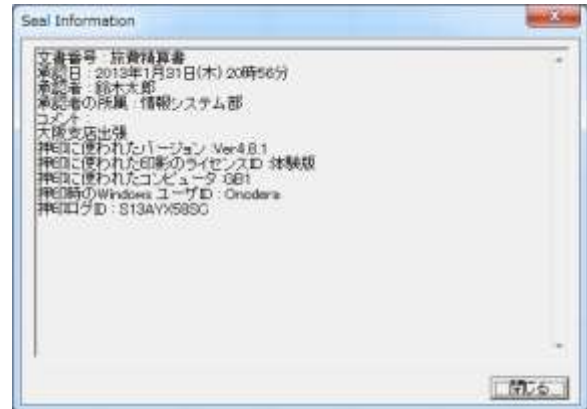 Seal Information
文書番号 : 旅費精算書
承認日 : 2013年1月31日(木) 20時56分
承認者 : 鈴木太郎
承認者の所属 : 情報システム部
コメント :
大阪支店出張
押印に使われたバージョン :Ver4.8.1
押印に使われた印影のライセンスID :体験版
押印に使われたコンピュータ :GB1
押印時のWindows ユーザID : Onodera
押印ログID : S13AYX58SC
閉じる